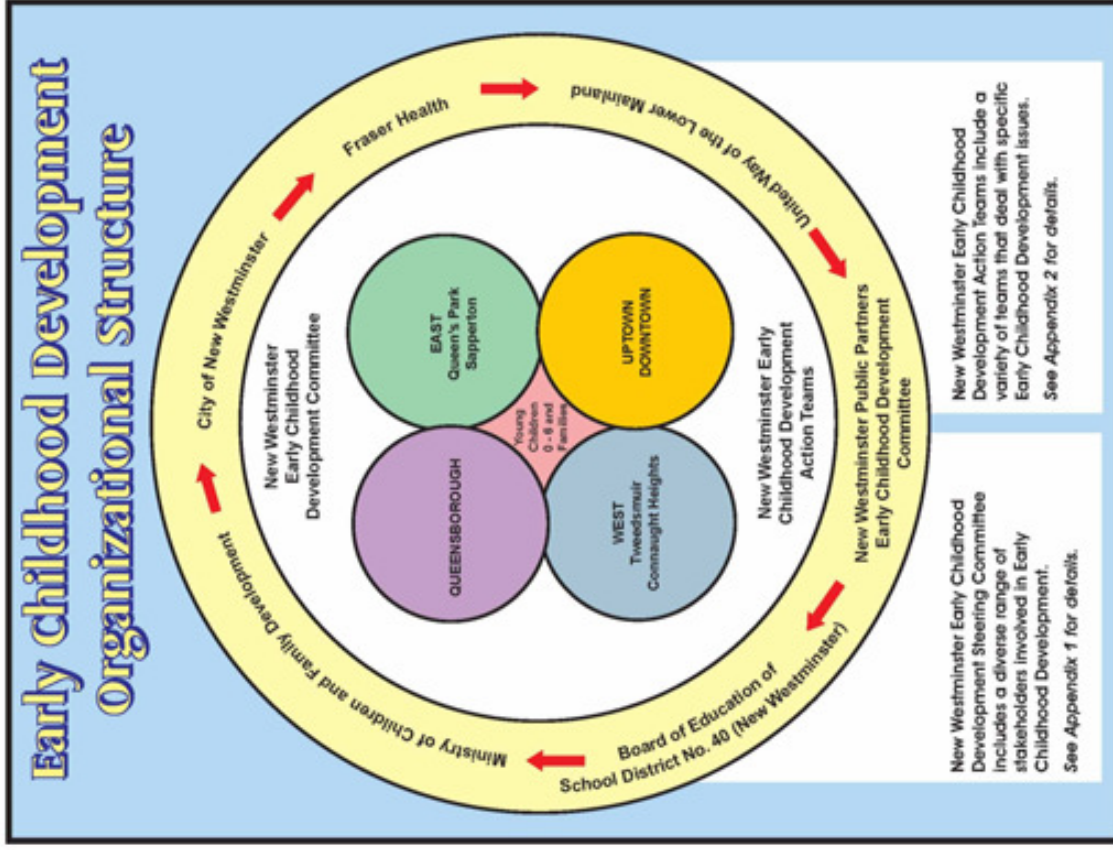 Early Childhood Development
Organizational Structure
City of New Westminster
Fraser Health
United Way of the Lower Mainland
New Westminster Public Partners
Early Childhood Development
Committee
Board of Education of
School District No. 40 (New Westminster)
Ministry of Children and Family Development
New Westminster
Early Childhood
Development Committee
QUEENSBOROUGH
EAST
Queen's Park
Sapperton
Young
Children
0 - 6 and
Families
WEST
Tweedsmuir
Connaught Heights
UPTOWN
DOWNTOWN
New Westminster Early
Childhood Development
Action Teams
New Westminster Early Childhood
Development Steering Committee
includes a diverse range of
stakeholders involved in Early
Childhood Development.
See Appendix 1 for details.
New Westminster Early Childhood
Development Action Teams include a
variety of teams that deal with specific
Early Childhood Development issues.
See Appendix 2 for details.